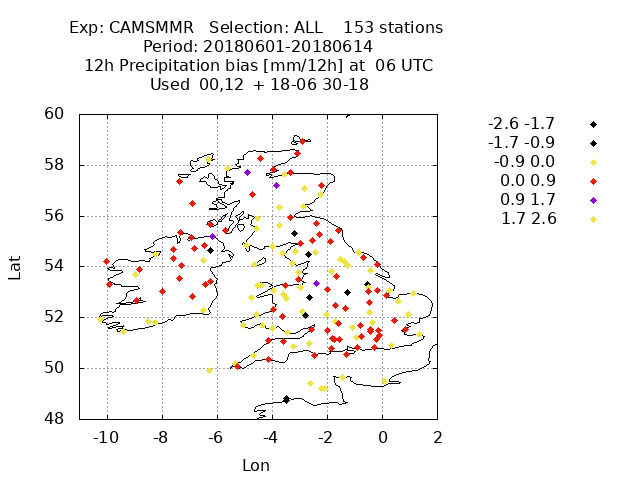 Exp: CAMSMMR Selection: ALL 153 stations
Period: 20180601-20180614
12h Precipitation bias [mm/12h] at 06 UTC
Used 00,12 + 18-06 30-18
60
58
56
54
52
50
48
-10 -8 -6 -4 -2 0 2
Lat
Lon
-2.6 -1.7
-1.7 -0.9
-0.9 0.0
0.0 0.9
0.9 1.7
1.7 2.6